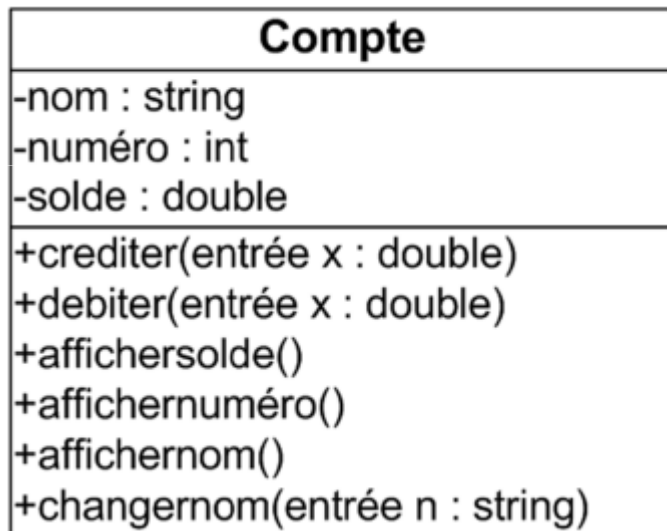 Compte
-nom : string
-numéro : int
-solde : double
+crediter(entrée x : double)
+debiter(entrée x : double)
+affichersolde()
+affichernuméro()
+affichernom()
+changernom(entrée n : string)